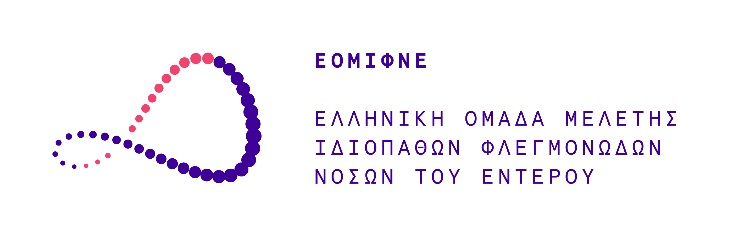 ΕΟΜΙΦΝΕ
ΕΛΛΗΝΙΚΗ ΟΜΑΔΑ ΜΕΛΕΤΗΣ
ΙΔΙΟΠΑΘΩΝ ΦΛΕΓΜΟΝΩΔΩΝ
ΝΟΣΩΝ ΤΟΥ ΕΝΤΕΡΟΥ